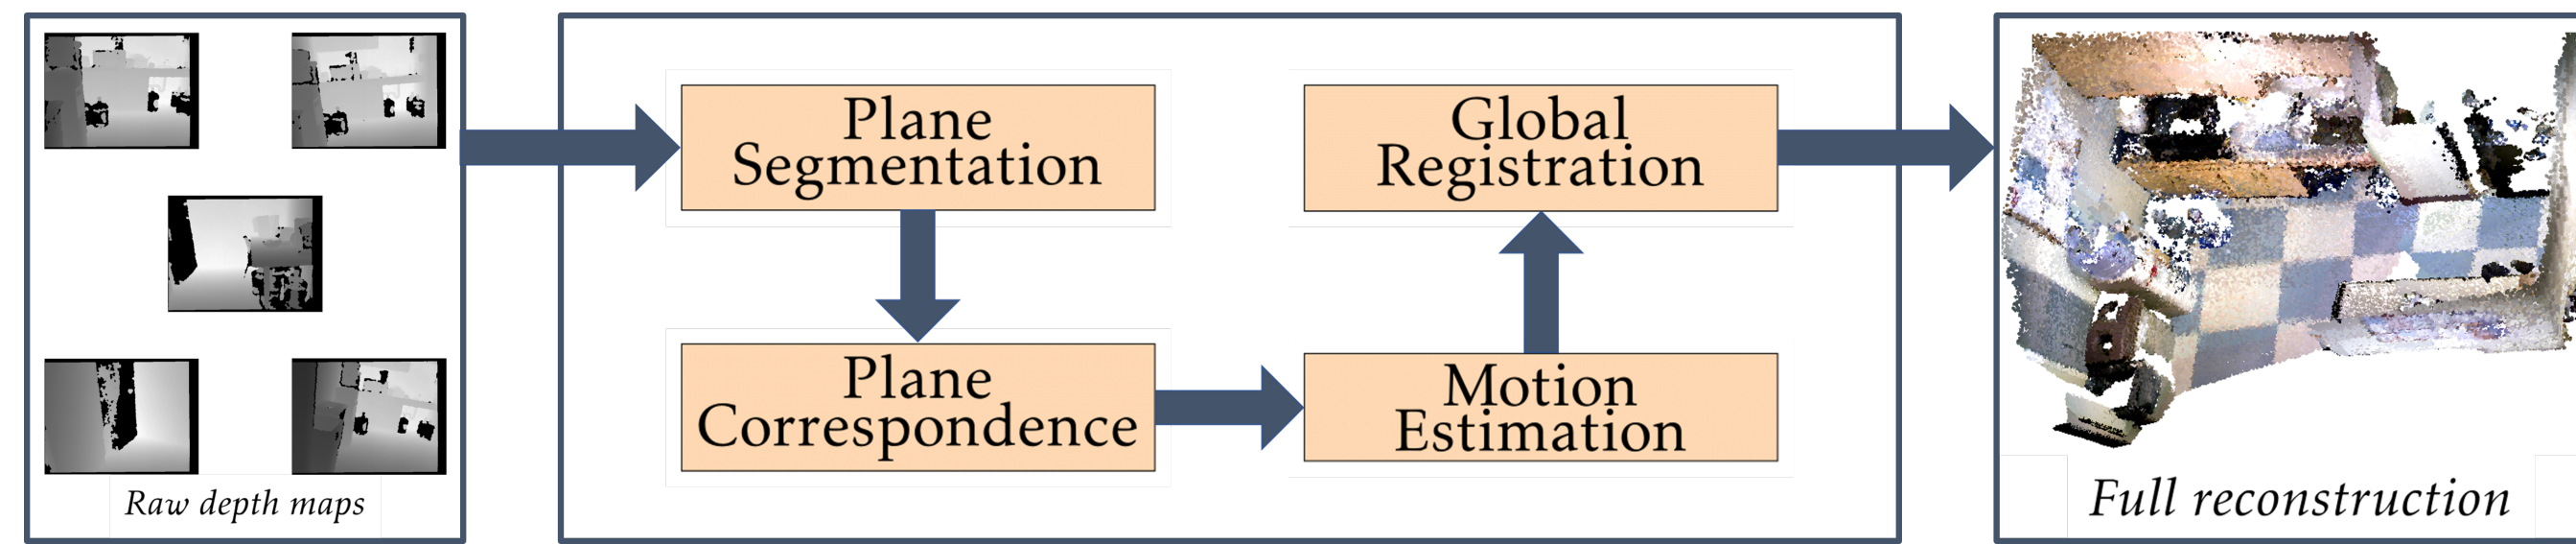 Raw depth maps
Plane
Segmentation
Plane
Correspondence
Motion
Estimation
Global
Registration
Full reconstruction